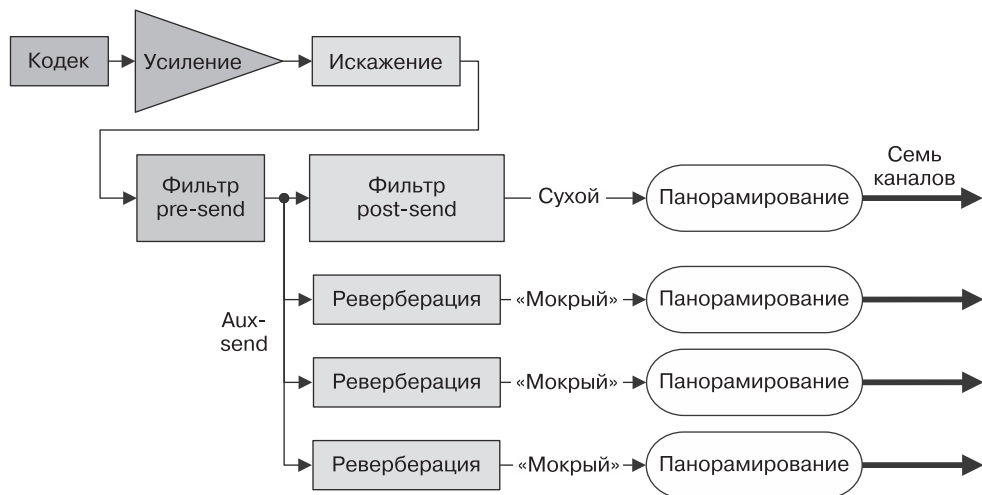 Кодек
Усиление
Искажение
Фильтр
pre-send
Фильтр
post-send
Сухой
Панорамирование
Семь
каналов
Aux-
send
Реверберация
«Мокрый»
Панорамирование
Реверберация
«Мокрый»
Панорамирование
Реверберация
«Мокрый»
Панорамирование